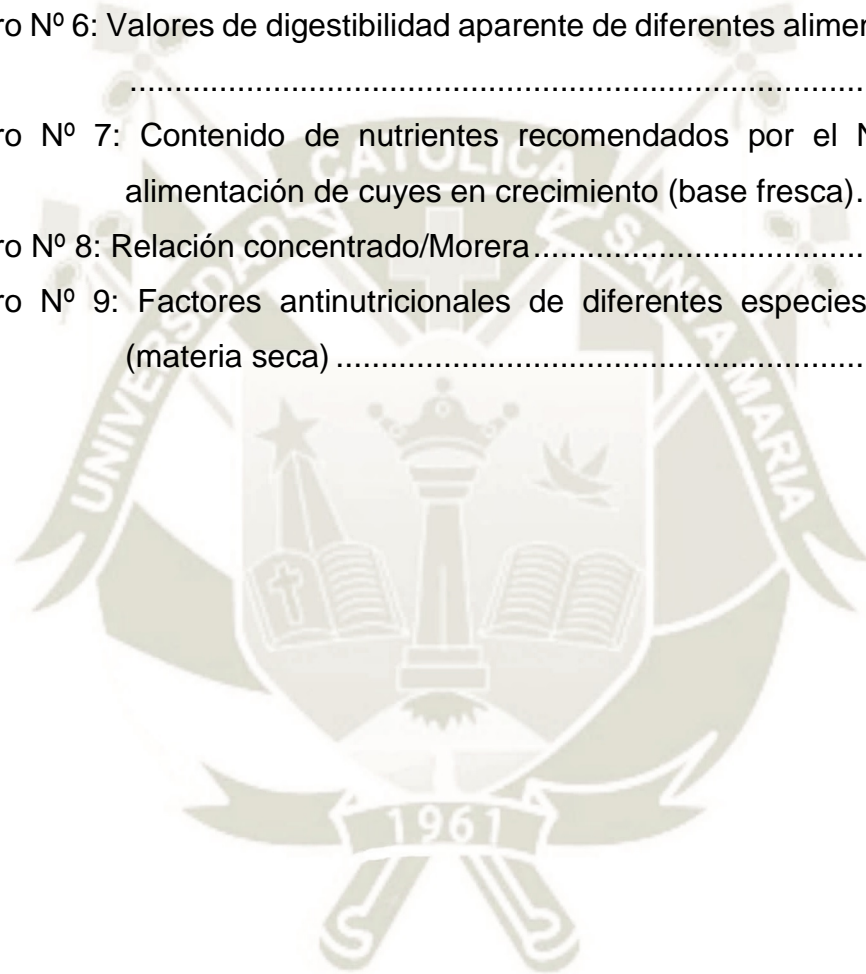 ro Nº 6: Valores de digestibilidad aparente de diferentes
................................................................................
ro Nº 7: Contenido de nutrientes recomendados por el
alimentación de cuyes en crecimiento (base fresca).
ro Nº 8: Relación concentrado/Morera.....................................
ro Nº 9: Factores antinutricionales de diferentes especies
(materia seca) ..........................................................
UNIVERSIDAD CATOLICA SANTA MARIA
1961